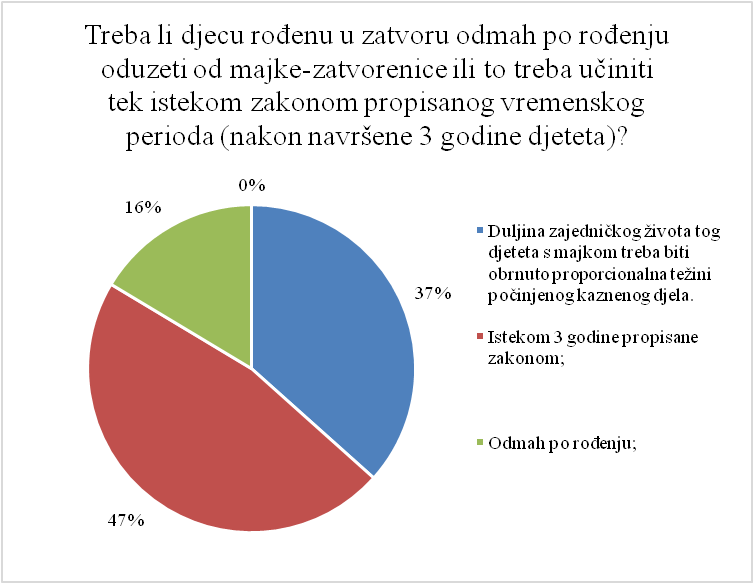 Treba li djecu rođenu u zatvoru odmah po rođenju
oduzeti od majke-zatvorenice ili to treba učiniti
tek istekom zakonom propisanog vremenskog
perioda (nakon navršene 3 godine djeteta)?
0%
16%
37%
47%
Duljina zajedničkog života tog
djeteta s majkom treba biti
obrnuto proporcionalna težini
počinjenog kaznenog djela.
Istekom 3 godine propisane
zakonom;
Odmah po rođenju;